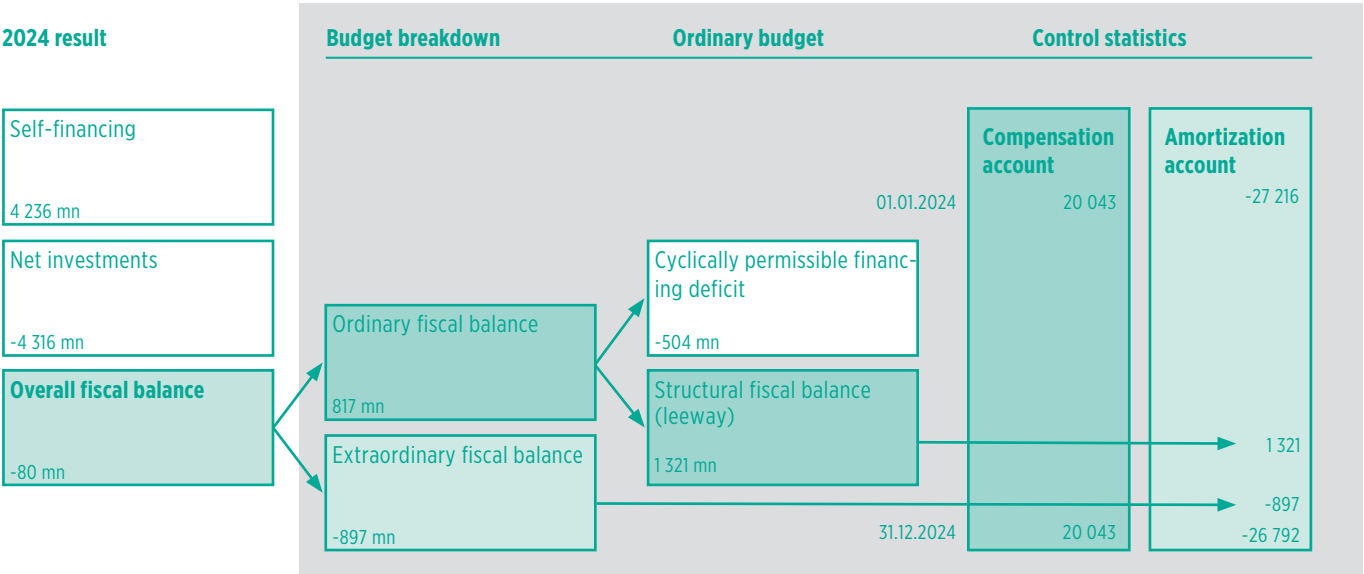 2024 result
Budget breakdown
Ordinary budget
Control statistics
Self-financing
4 236 mn
Net investments
-4 316 mn
Overall fiscal balance
-80 mn
Ordinary fiscal balance
817 mn
Extraordinary fiscal balance
-897 mn
Cyclically permissible financ-
ing deficit
-504 mn
Structural fiscal balance
(leeway)
1 321 mn
01.01.2024
31.12.2024
Compensation
account
20 043
20 043
Amortization
account
-27 216
1 321
-897
-26 792